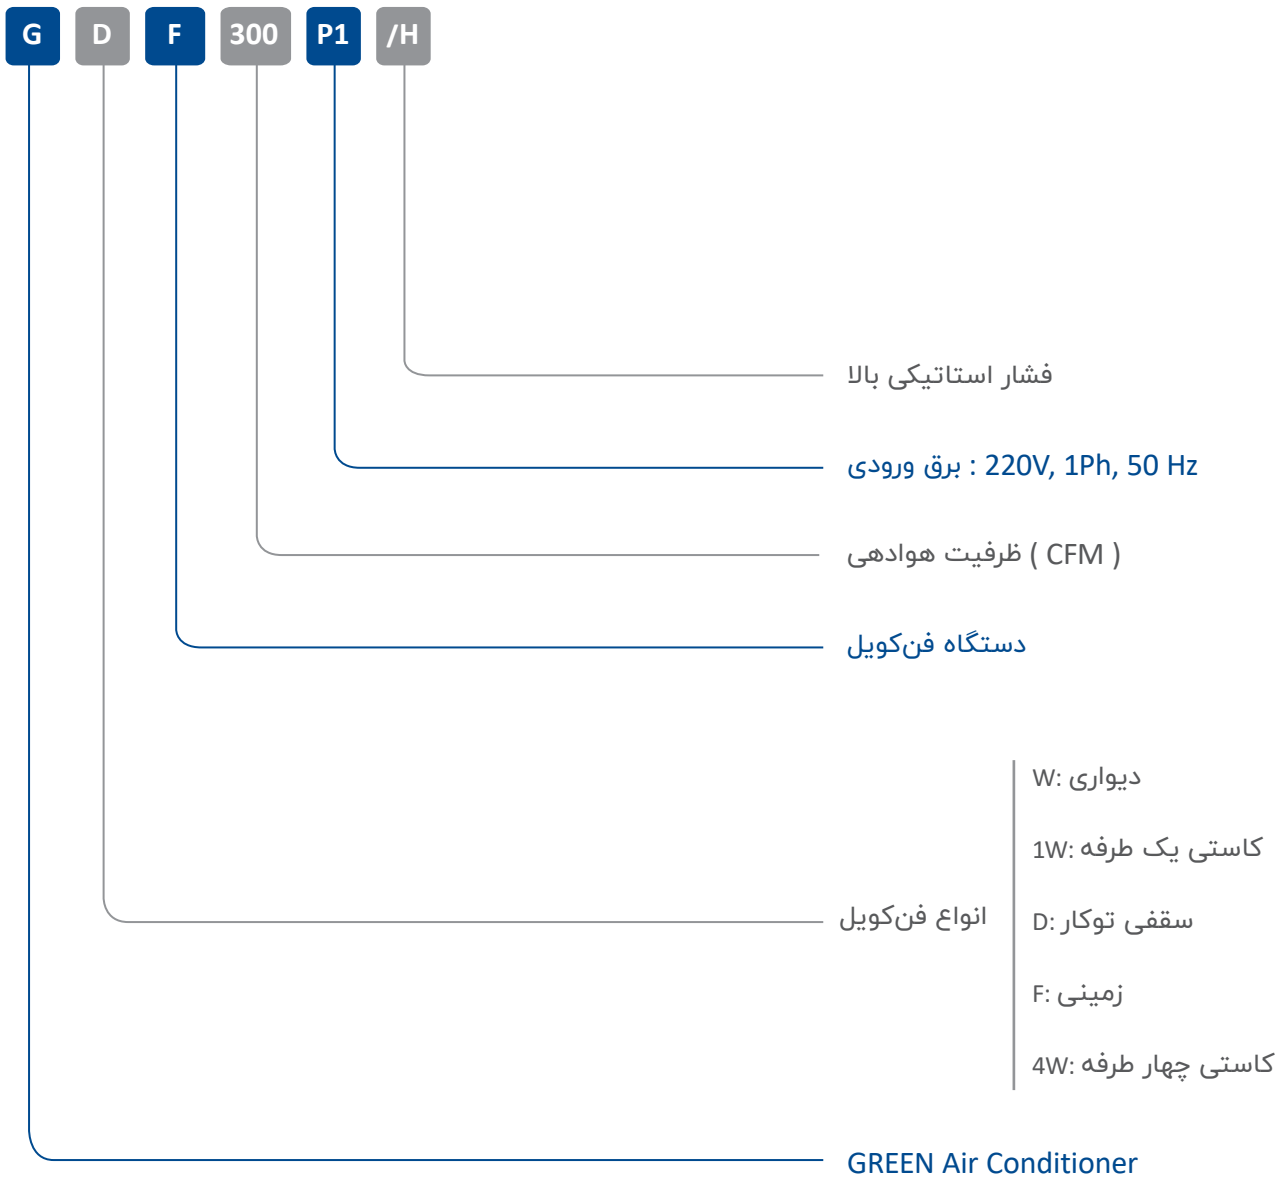 G D F 300 P1 /H
فشار استاتیکی بالا
برق ورودی : 220V, 1Ph, 50 Hz
ظرفیت هوادهی ( CFM )
دستگاه فن‌کویل
W: دیواری
1W: کاستی یک طرفه
انواع فن‌کویل
D: سقفی توکار
F: زمینی
4W: کاستی چهار طرفه
GREEN Air Conditioner